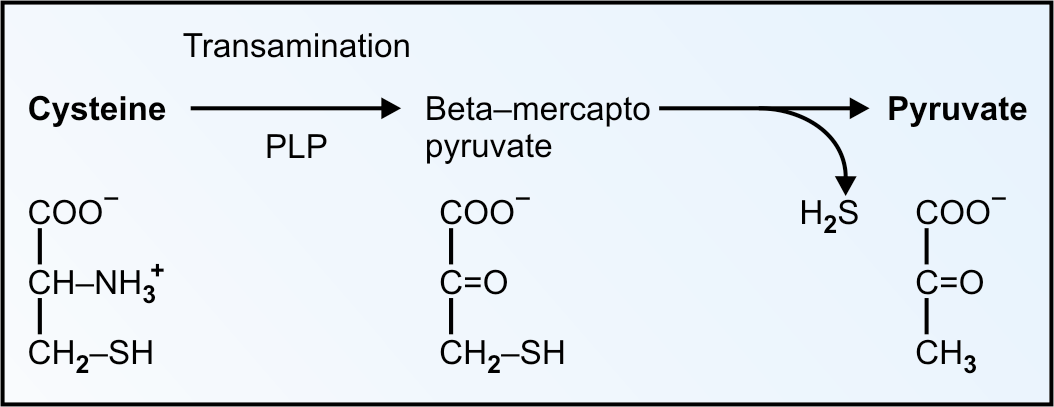 Transamination
Cysteine Beta–mercapto Pyruvate
PLP pyruvate
COO⁻ COO⁻ H₂S COO⁻
CH–NH₃⁺ C=O C=O
CH₂–SH CH₂–SH CH₃